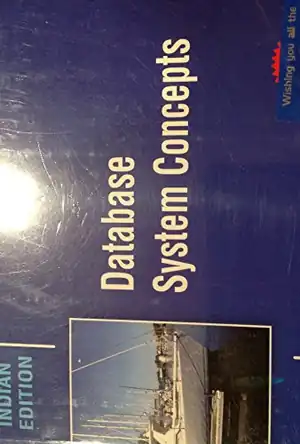 Database
System Concepts
INDIAN
EDITION
Wishing you all the